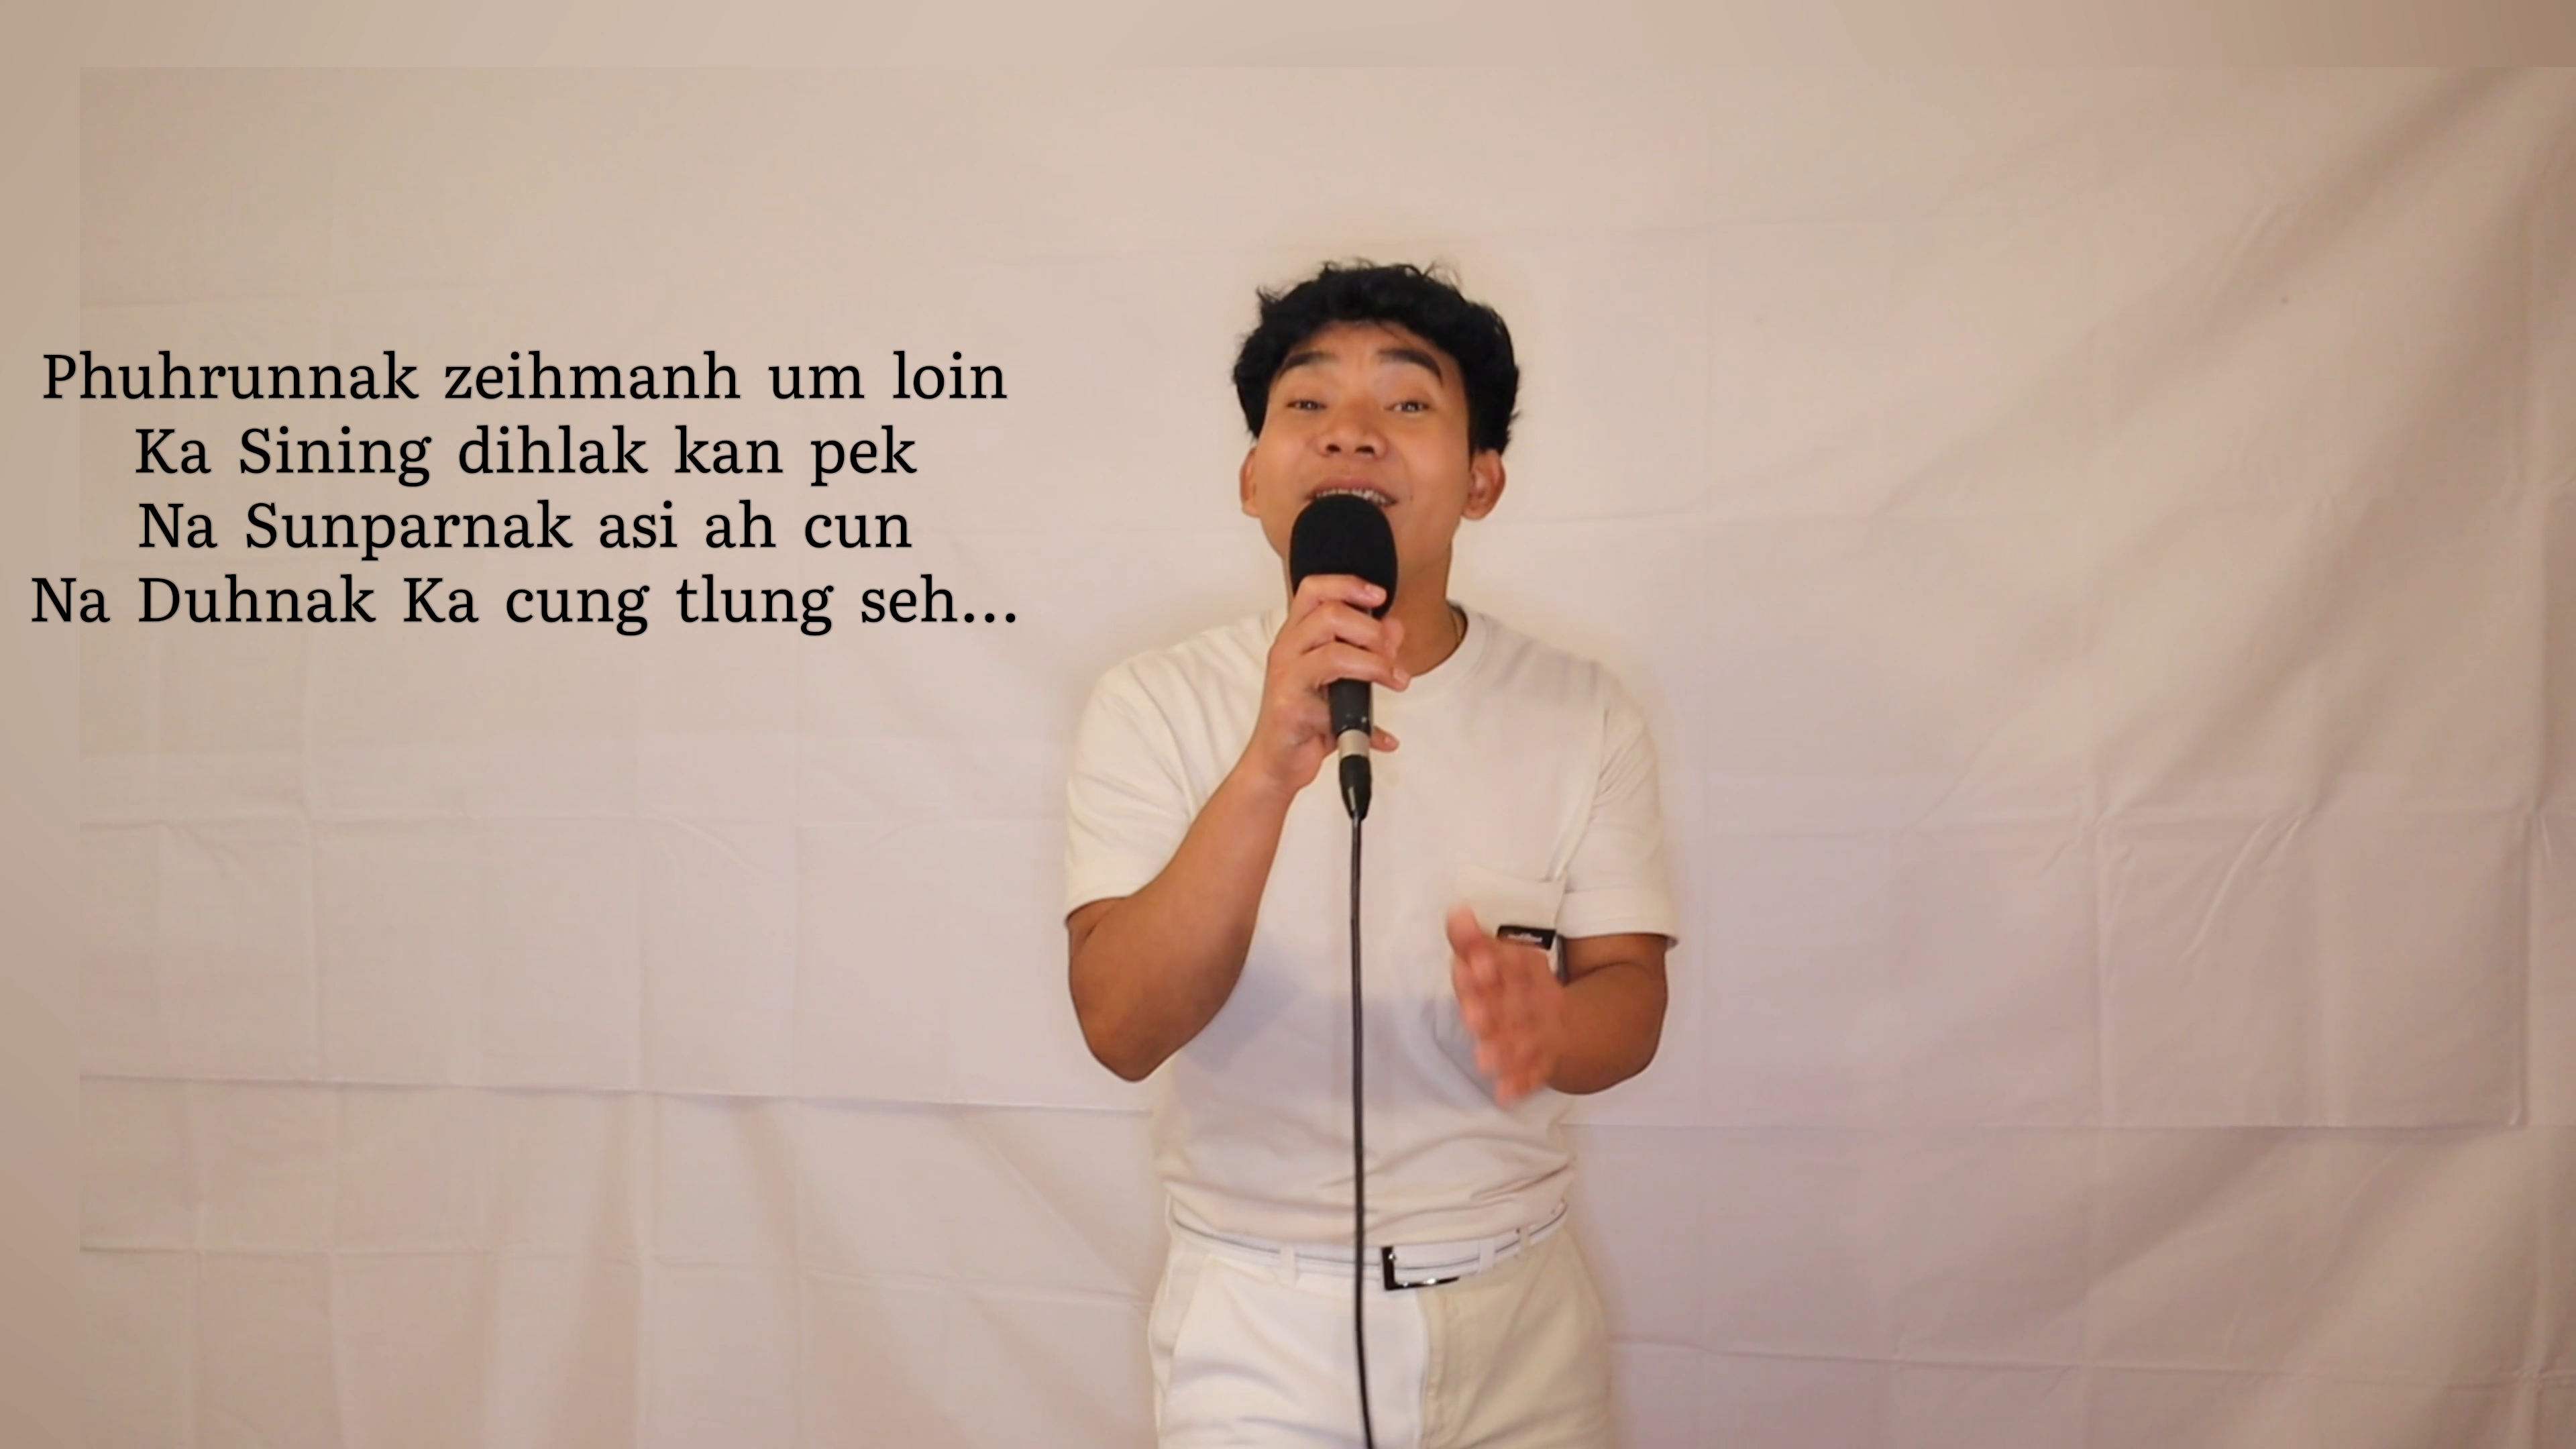 Phuhrunnak zeihmanh um loin
Ka Sining dihlak kan pek
Na Sunparnak asi ah cun
Na Duhnak Ka cung tlung seh...